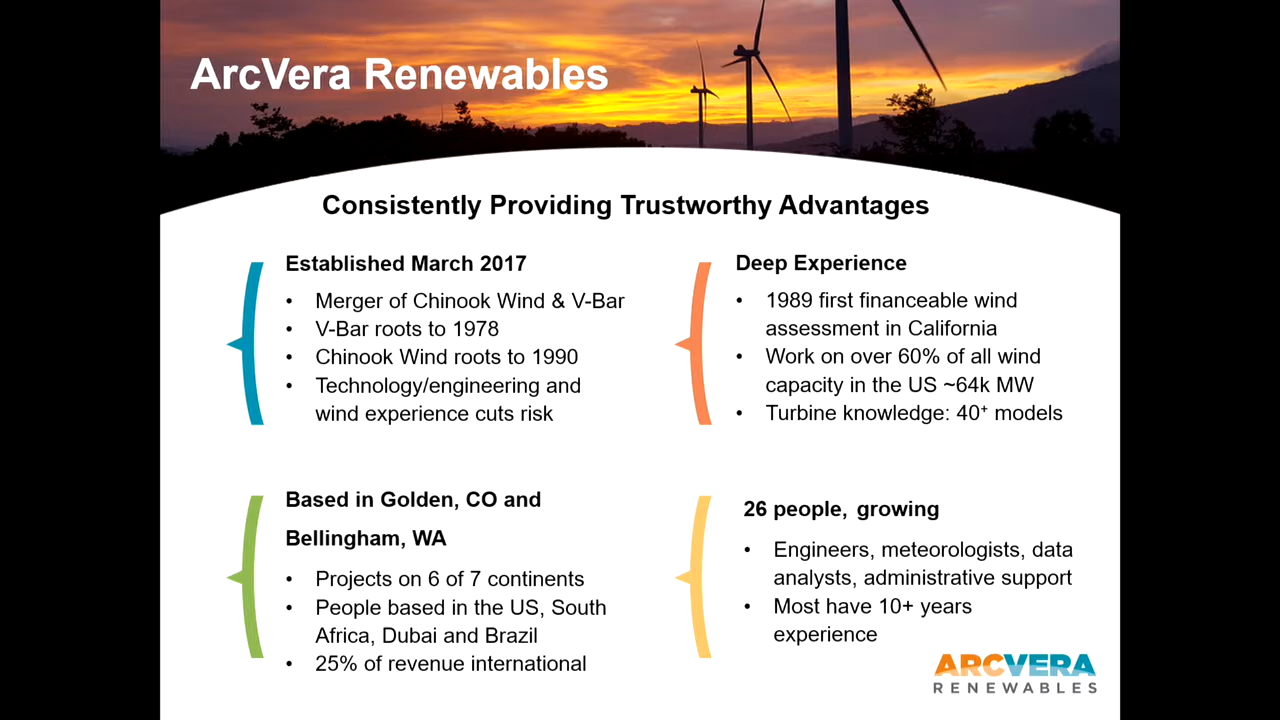 ArcVera Renewables
Consistently Providing Trustworthy Advantages
Established March 2017
• Merger of Chinook Wind & V-Bar
• V-Bar roots to 1978
• Chinook Wind roots to 1990
• Technology/engineering and
wind experience cuts risk
Deep Experience
• 1989 first financeable wind
assessment in California
• Work on over 60% of all wind
capacity in the US ~64k MW
• Turbine knowledge: 40⁺ models
Based in Golden, CO and
Bellingham, WA
• Projects on 6 of 7 continents
• People based in the US, South
Africa, Dubai and Brazil
• 25% of revenue international
26 people, growing
• Engineers, meteorologists, data
analysts, administrative support
• Most have 10+ years
experience
ARCVERA
RENEWABLES